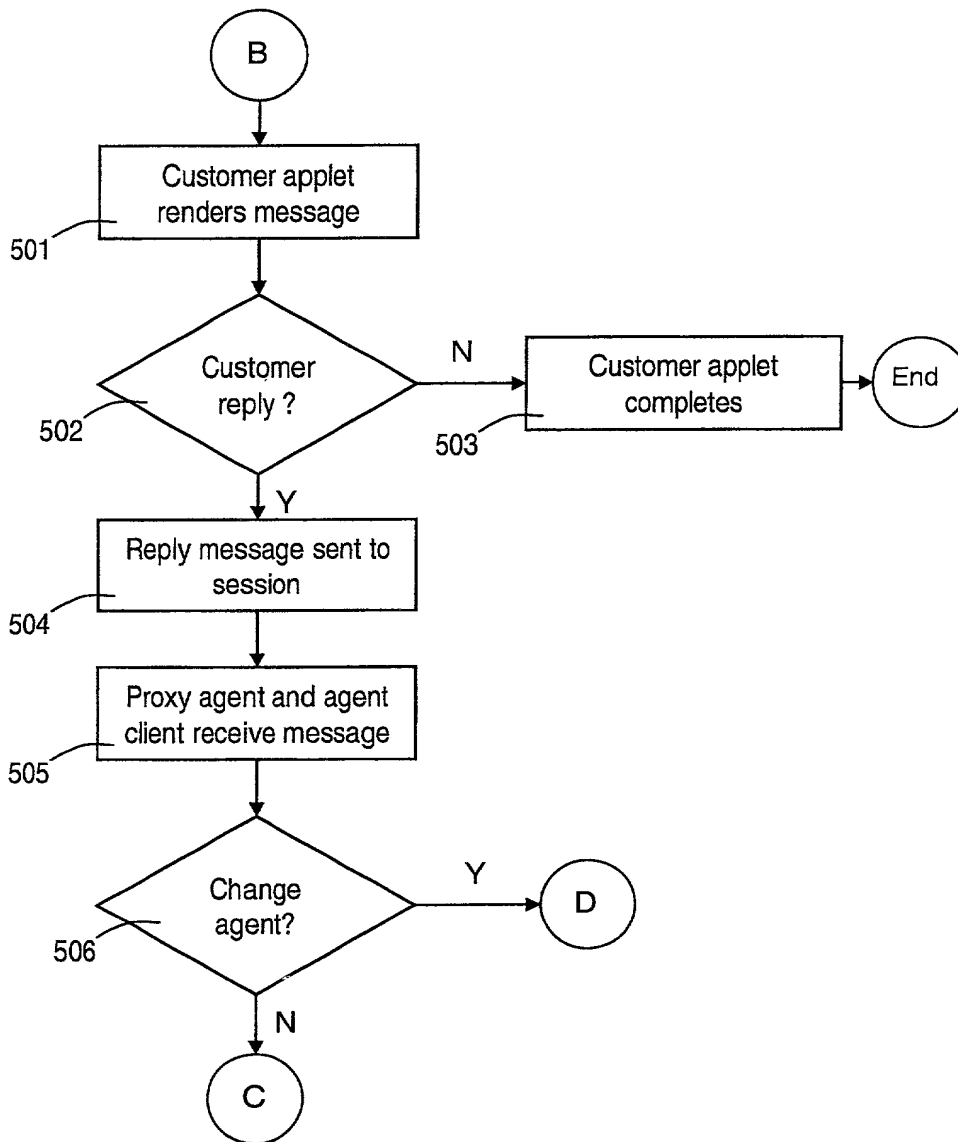 B
Customer applet
renders message
501
Customer
reply ?
502
N
Customer applet
completes
503
End
Y
Reply message sent to
session
504
Proxy agent and agent
client receive message
505
Change
agent?
506
Y
D
N
C